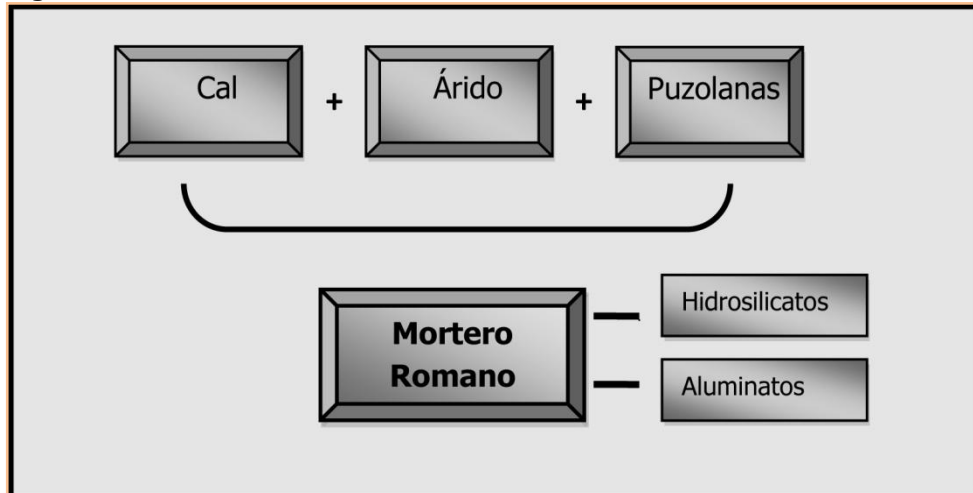 Cal + Árido + Puzolanas
Hidrosilicatos
Mortero
Romano
Aluminatos